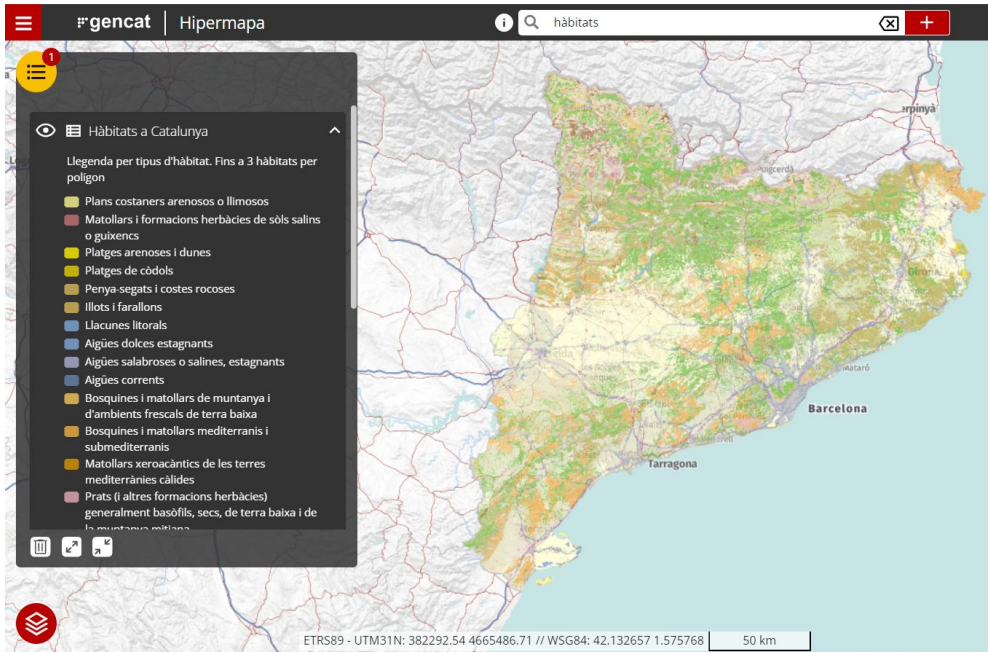 gencat
Hipermapa
i
hàbitats
+
1
Hàbitats a Catalunya
Llegenda per tipus d'hàbitat. Fins a 3 hàbitats per
polígon
Plans costaners arenosos o llimosos
Matollars i formacions herbàcies de sòls salins
o guixencs
Platges arenoses i dunes
Platges de còdols
Penya-segats i costes rocoses
Illots i farallons
Llacunes litorals
Aigües dolces estagnants
Aigües salabroses o salines, estagnants
Aigües corrents
Bosquines i matollars de muntanya i
d'ambients frescals de terra baixa
Bosquines i matollars mediterranis i
submediterranis
Matollars xeroacàntics de les terres
mediterrànies càlides
Prats (i altres formacions herbàcies)
generalment basòfils, secs, de terra baixa i de
la muntanya mitjana
erpinyà
Puigcerdà
Girona
Mataró
Barcelona
Tarragona
ETRS89 - UTM31N: 382292.54 4665486.71 // WSG84: 42.132657 1.575768
50 km